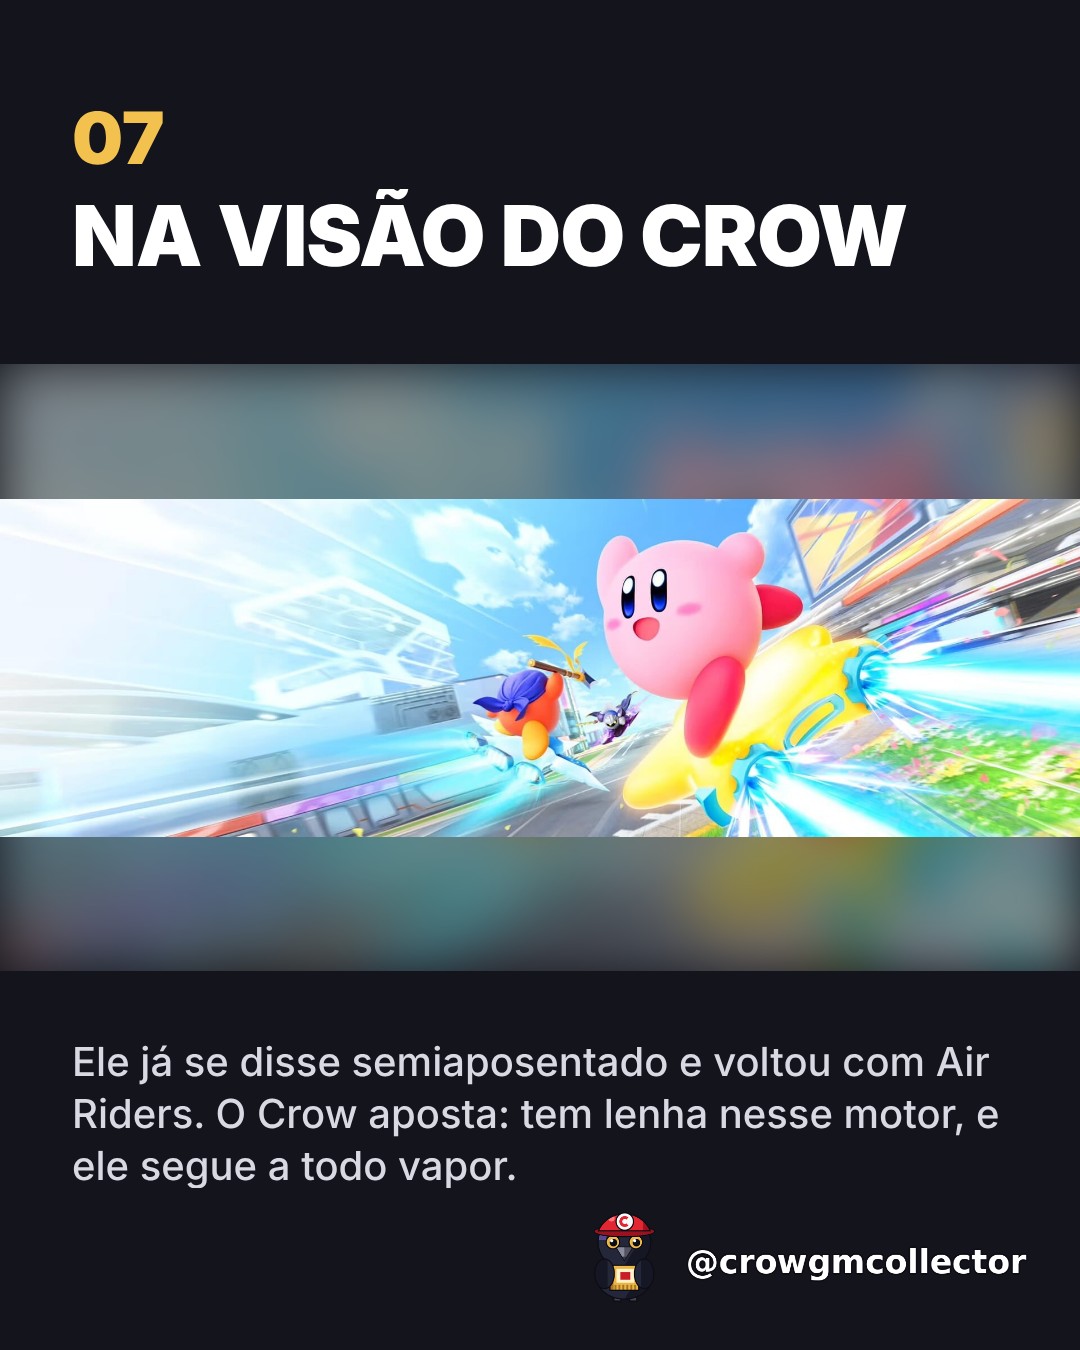 07
NA VISÃO DO CROW
Ele já se disse semiaposentado e voltou com Air
Riders. O Crow aposta: tem lenha nesse motor, e
ele segue a todo vapor.
C
@crowgmcollector